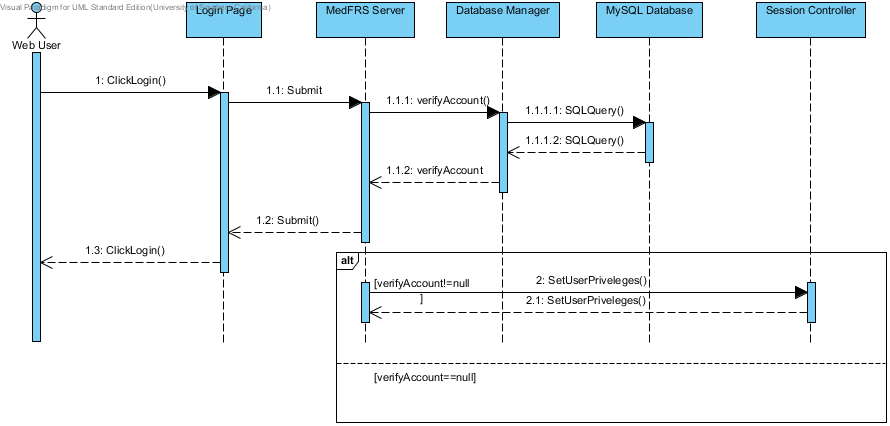 Visual Paradigm for UML Standard Edition(University of Southern California)
Login Page
MedFRS Server
Database Manager
MySQL Database
Session Controller
Web User
1: ClickLogin()
1.1: Submit
1.1.1: verifyAccount()
1.1.1.1: SQLQuery()
1.1.1.2: SQLQuery()
1.1.2: verifyAccount
1.2: Submit()
1.3: ClickLogin()
alt
[verifyAccount!=null
]
2: SetUserPriveleges()
2.1: SetUserPriveleges()
[verifyAccount==null]